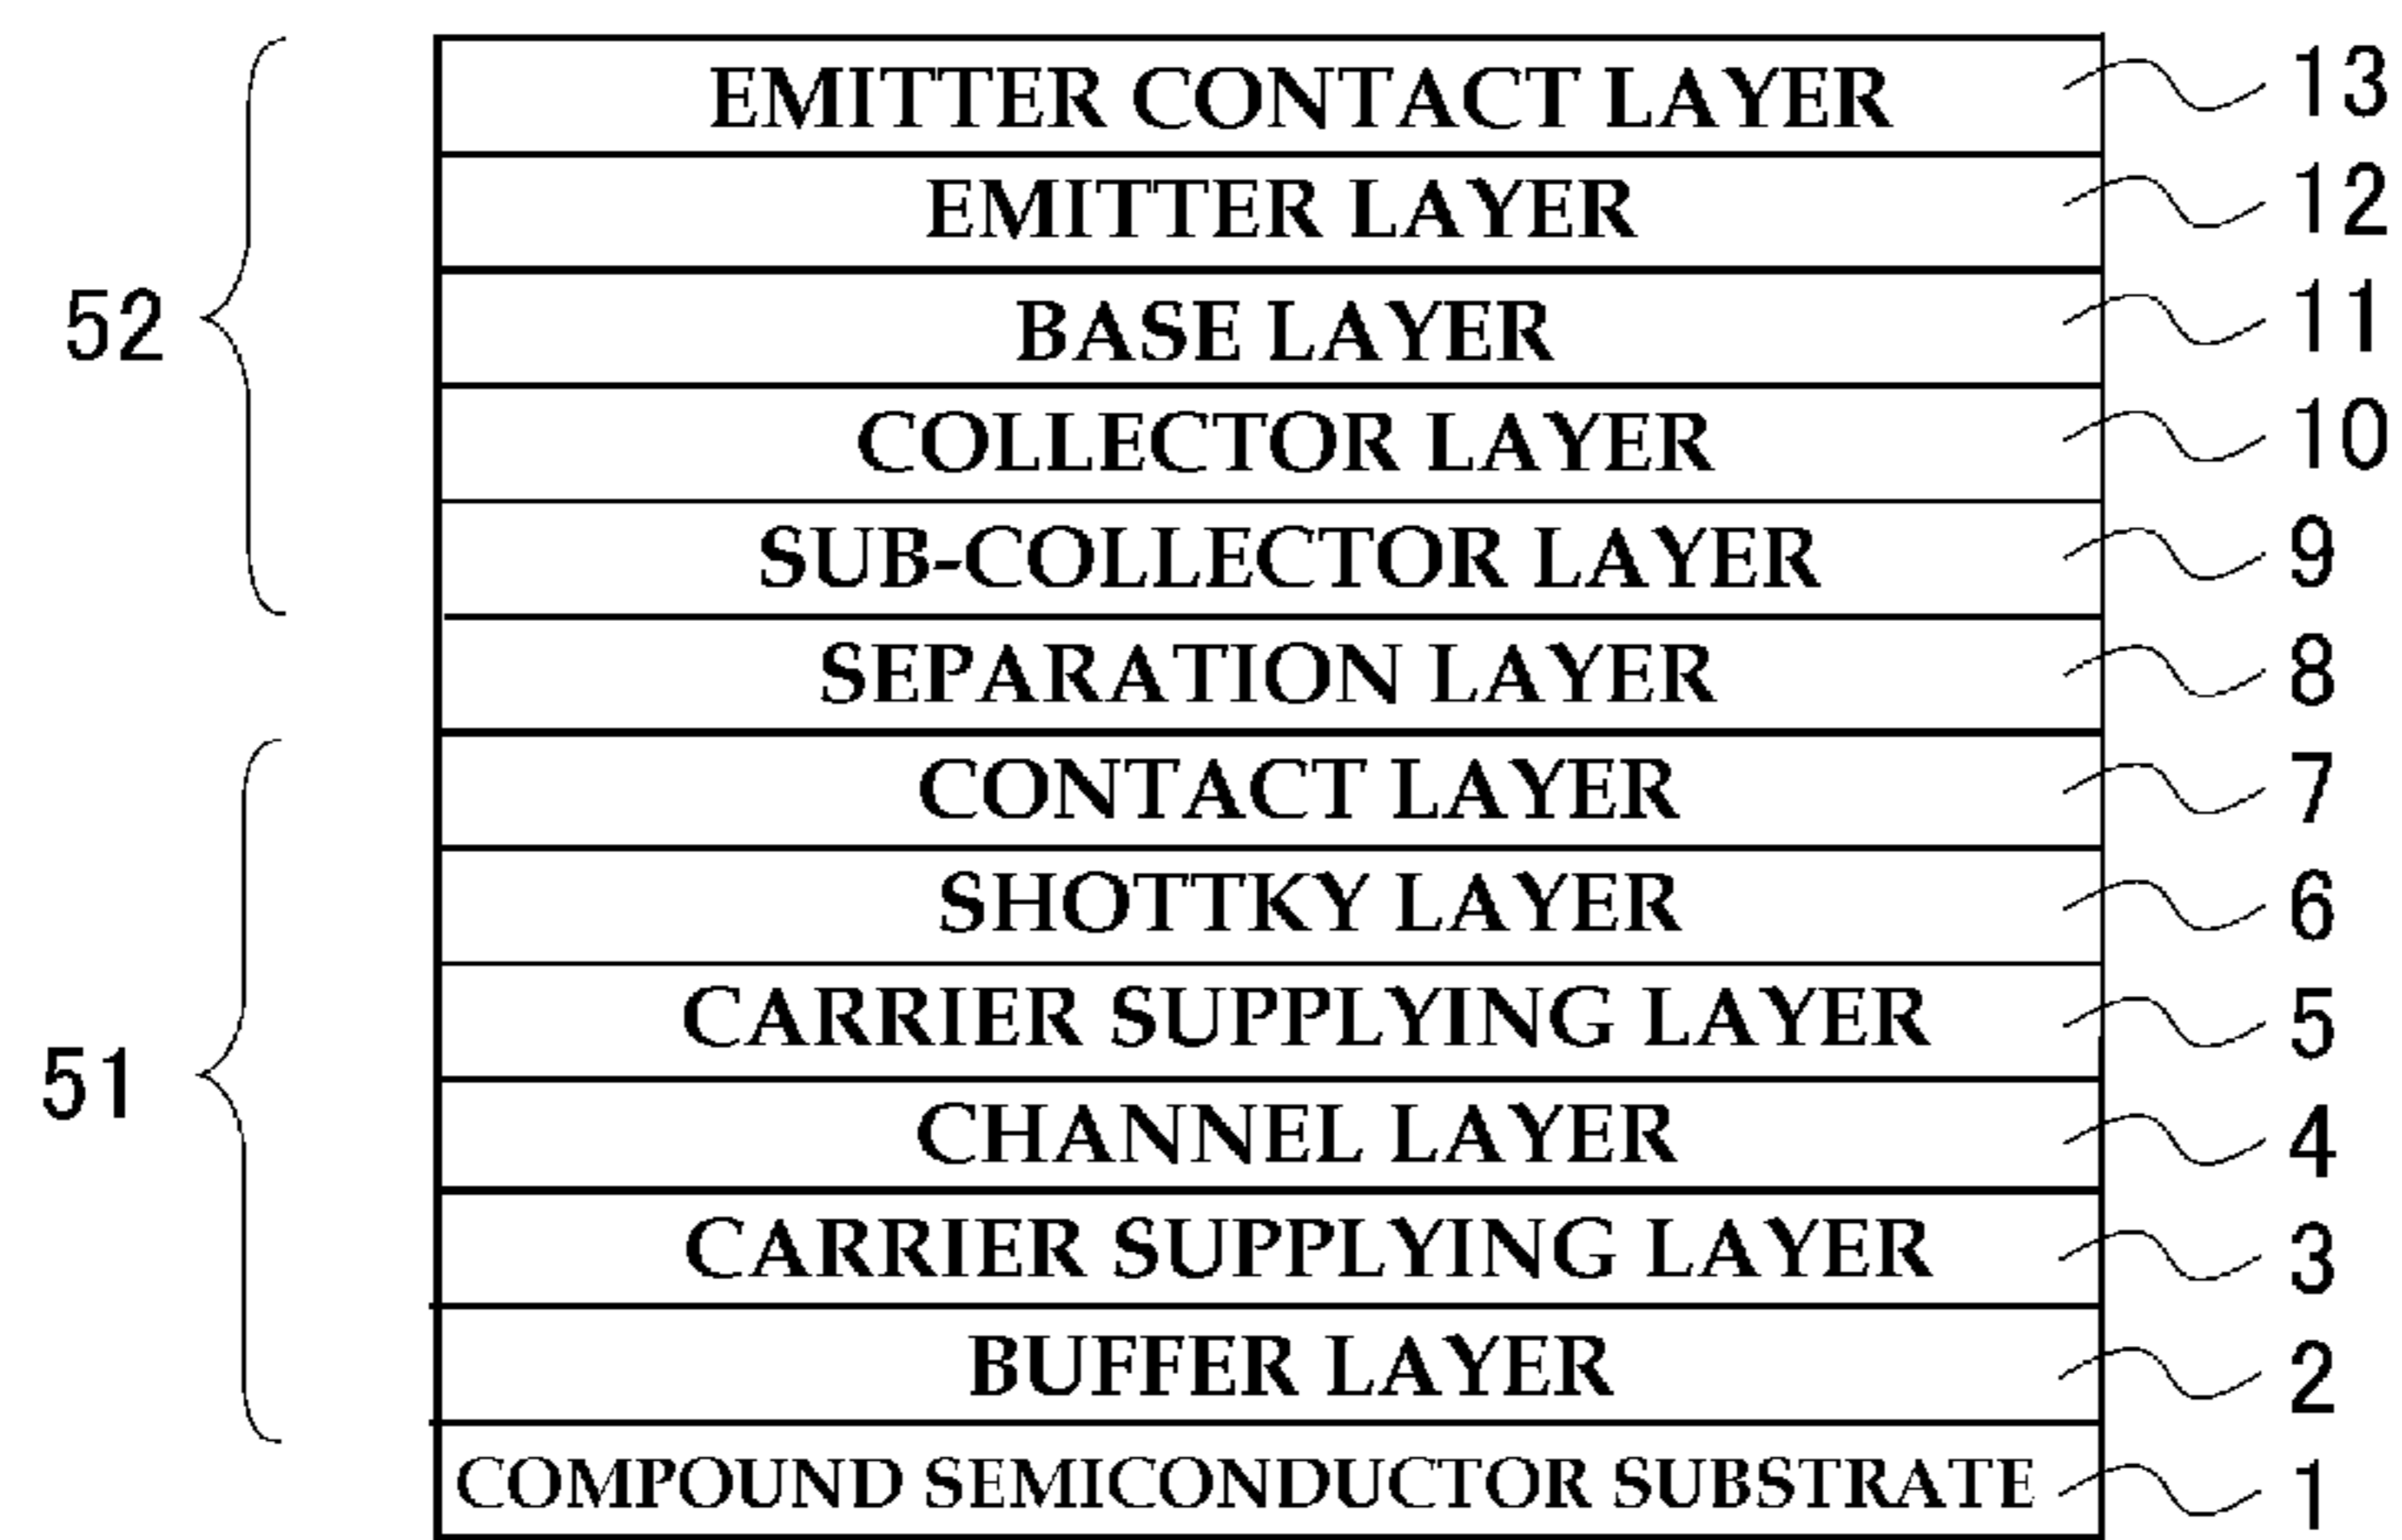 EMITTER CONTACT LAYER 13
EMITTER LAYER 12
52 BASE LAYER 11
COLLECTOR LAYER 10
SUB-COLLECTOR LAYER 9
SEPARATION LAYER 8
CONTACT LAYER 7
SHOTTKY LAYER 6
CARRIER SUPPLYING LAYER 5
51 CHANNEL LAYER 4
CARRIER SUPPLYING LAYER 3
BUFFER LAYER 2
COMPOUND SEMICONDUCTOR SUBSTRATE 1